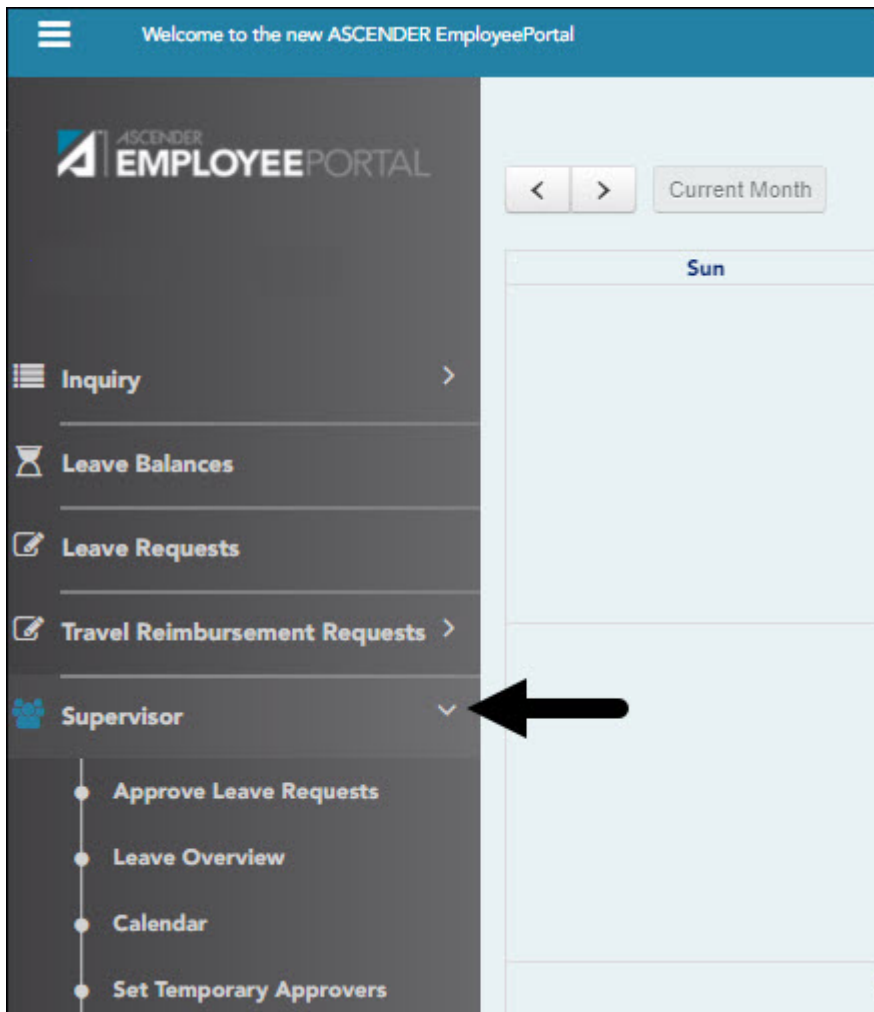 Welcome to the new ASCENDER EmployeePortal
ASCENDER
EMPLOYEEPORTAL
Current Month
Sun
Inquiry
Leave Balances
Leave Requests
Travel Reimbursement Requests
Supervisor
Approve Leave Requests
Leave Overview
Calendar
Set Temporary Approvers